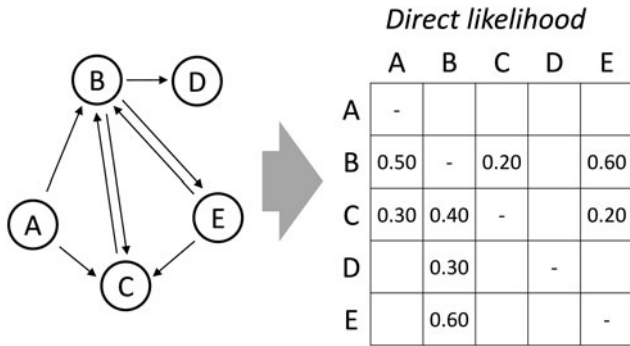 Direct likelihood
A B C D E
B D
A -
B 0.50 - 0.20 0.60
A E
C 0.30 0.40 - 0.20
C
D 0.30 -
E 0.60 -